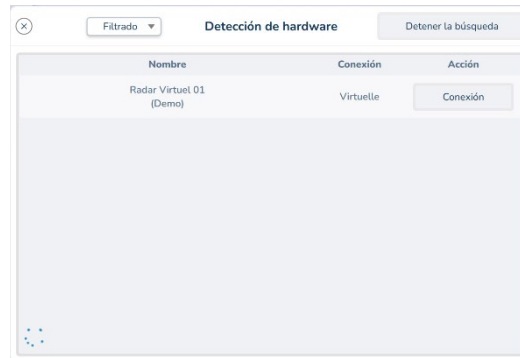 Filtrado
Detección de hardware
Detener la búsqueda
Nombre
Conexión
Acción
Radar Virtuel 01
(Demo)
Virtuelle
Conexión